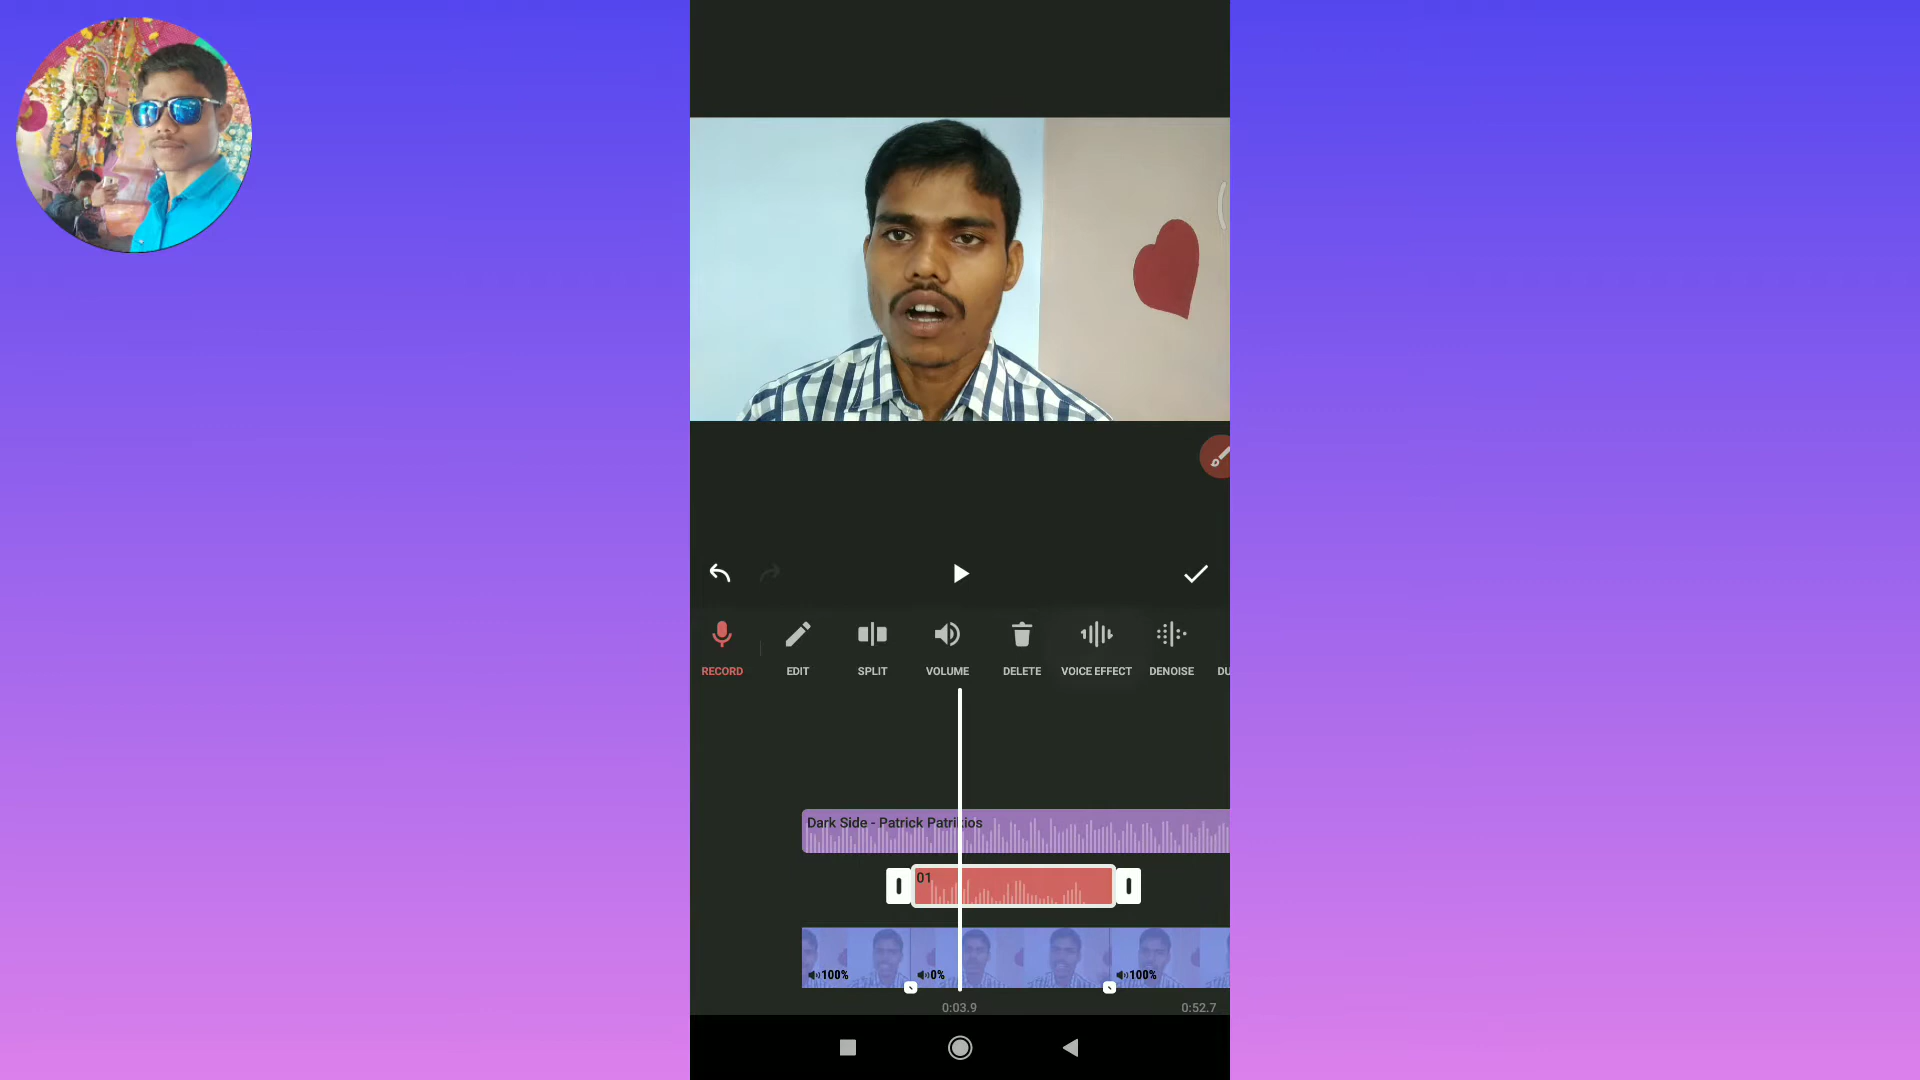 RECORD
EDIT
SPLIT
VOLUME
DELETE
VOICE EFFECT
DENOISE
DU
Dark Side - Patrick Patrikios
01
100%
0%
100%
0:03.9
0:52.7